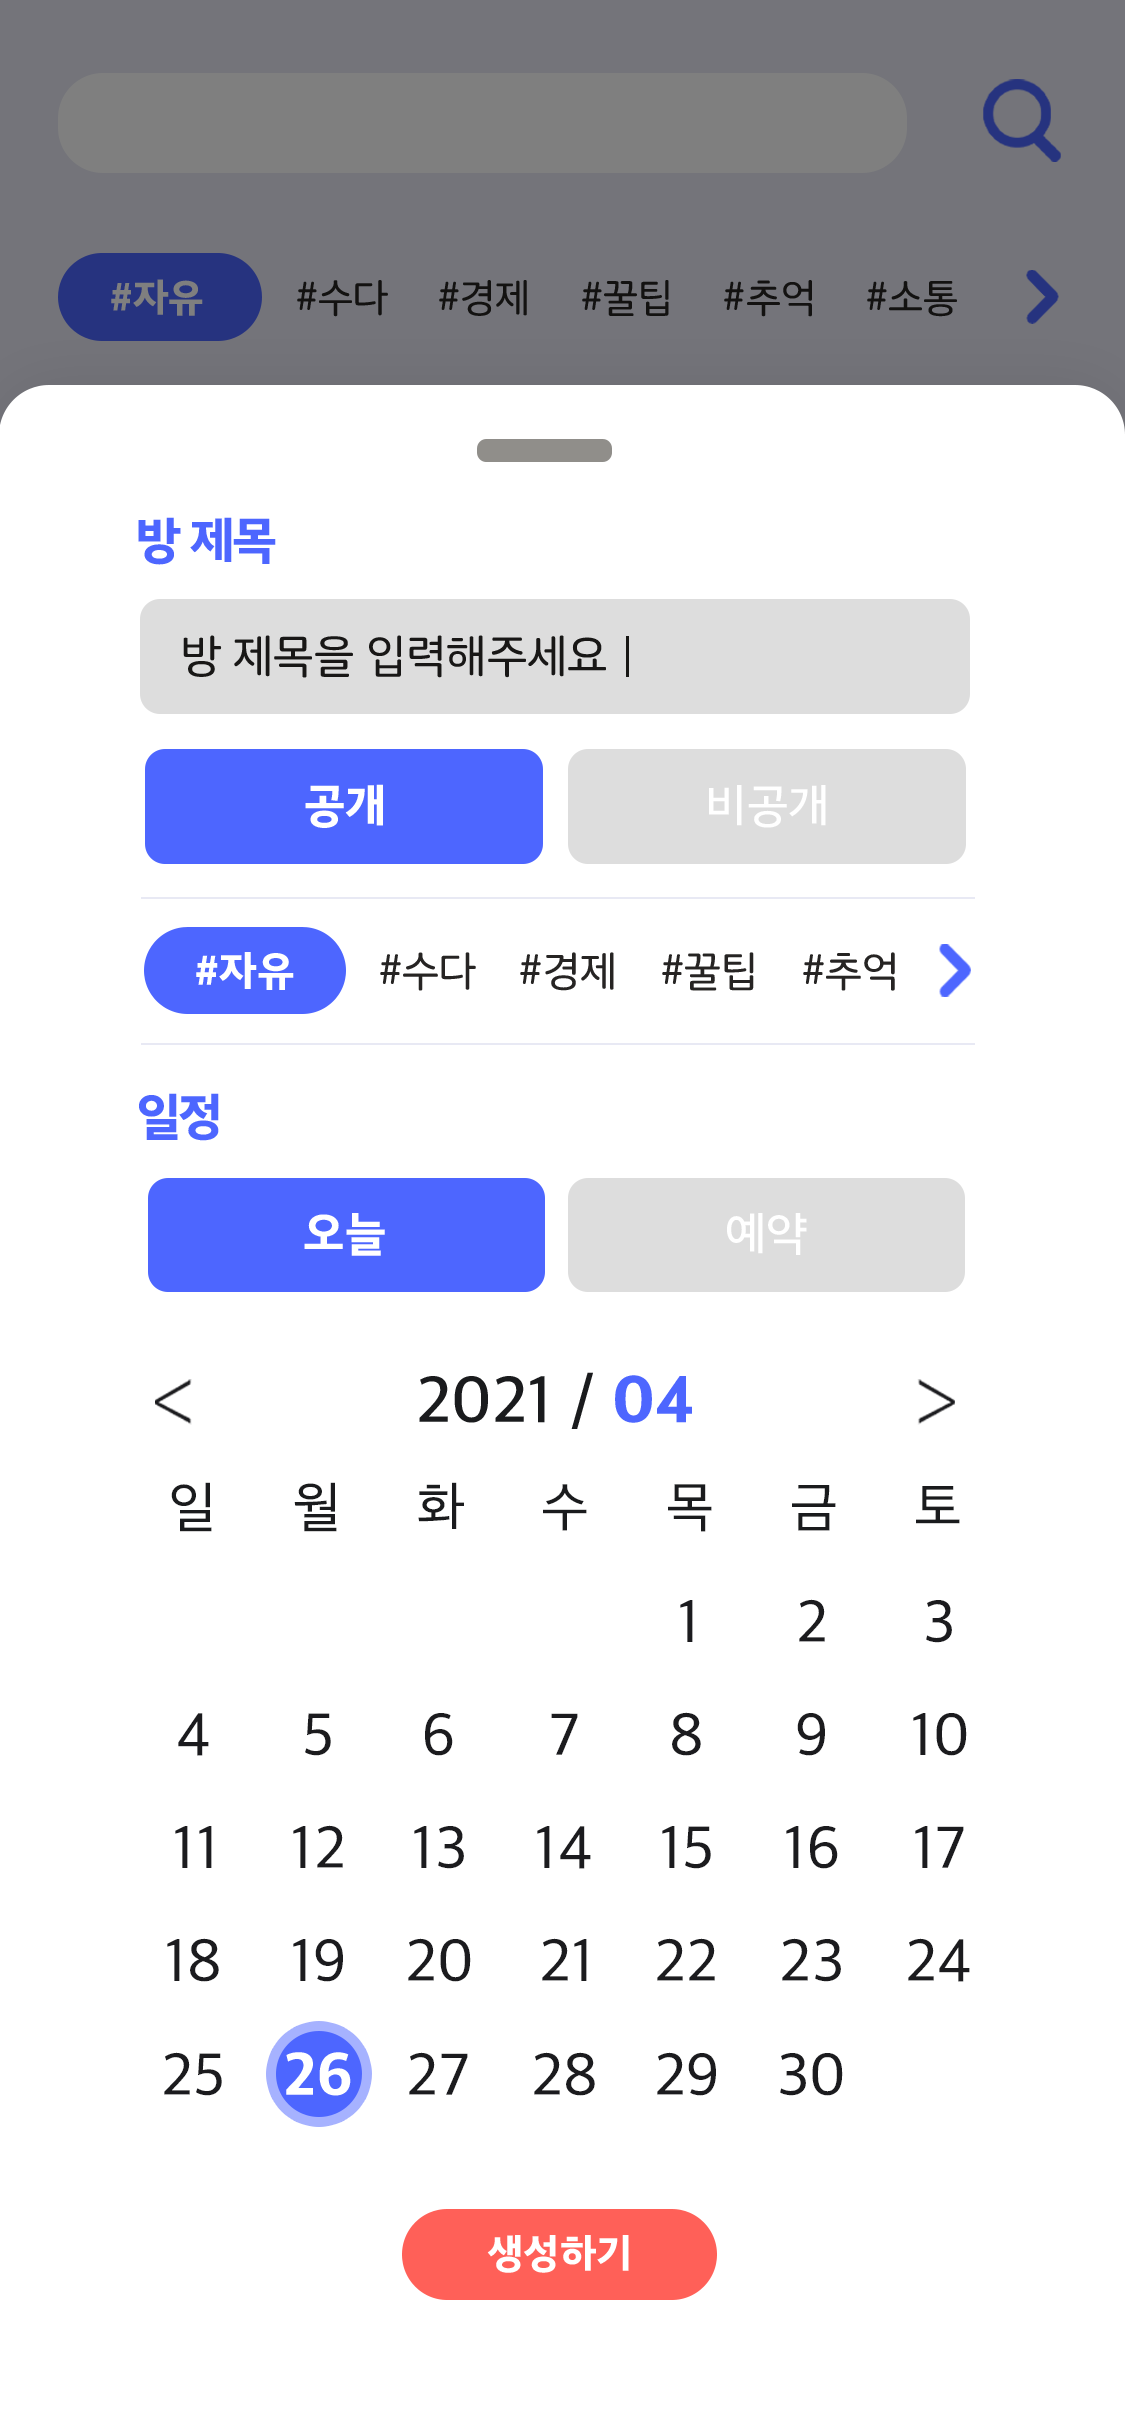 #자유 #수다 #경제 #꿀팁 #추억 #소통
방 제목
방 제목을 입력해주세요 |
공개 비공개
#자유 #수다 #경제 #꿀팁 #추억
일정
오늘 예약
< 2021 / 04 >
일 월 화 수 목 금 토
1 2 3
4 5 6 7 8 9 10
11 12 13 14 15 16 17
18 19 20 21 22 23 24
25 26 27 28 29 30
생성하기